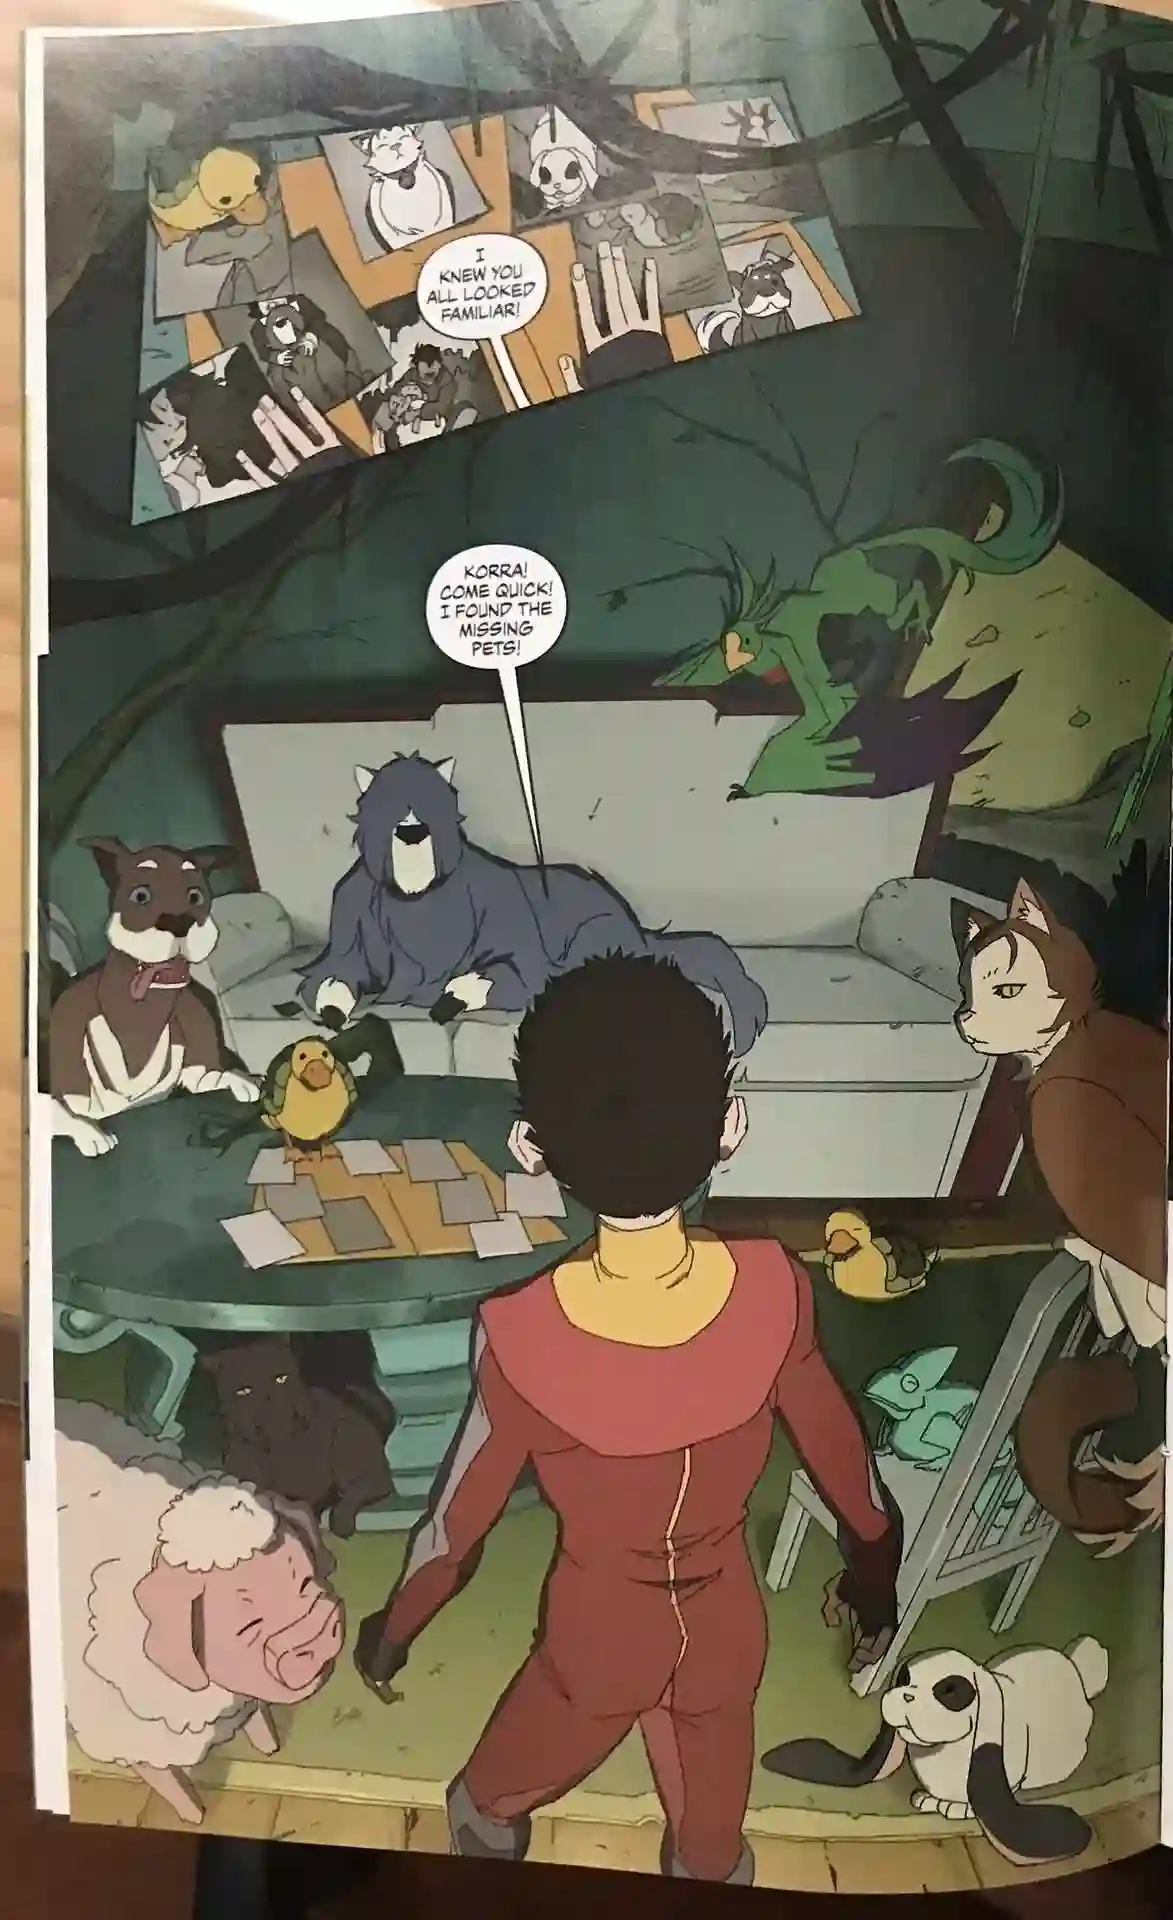 I
KNEW YOU
ALL LOOKED
FAMILIAR!
KORRA!
COME QUICK!
I FOUND THE
MISSING
PETS!